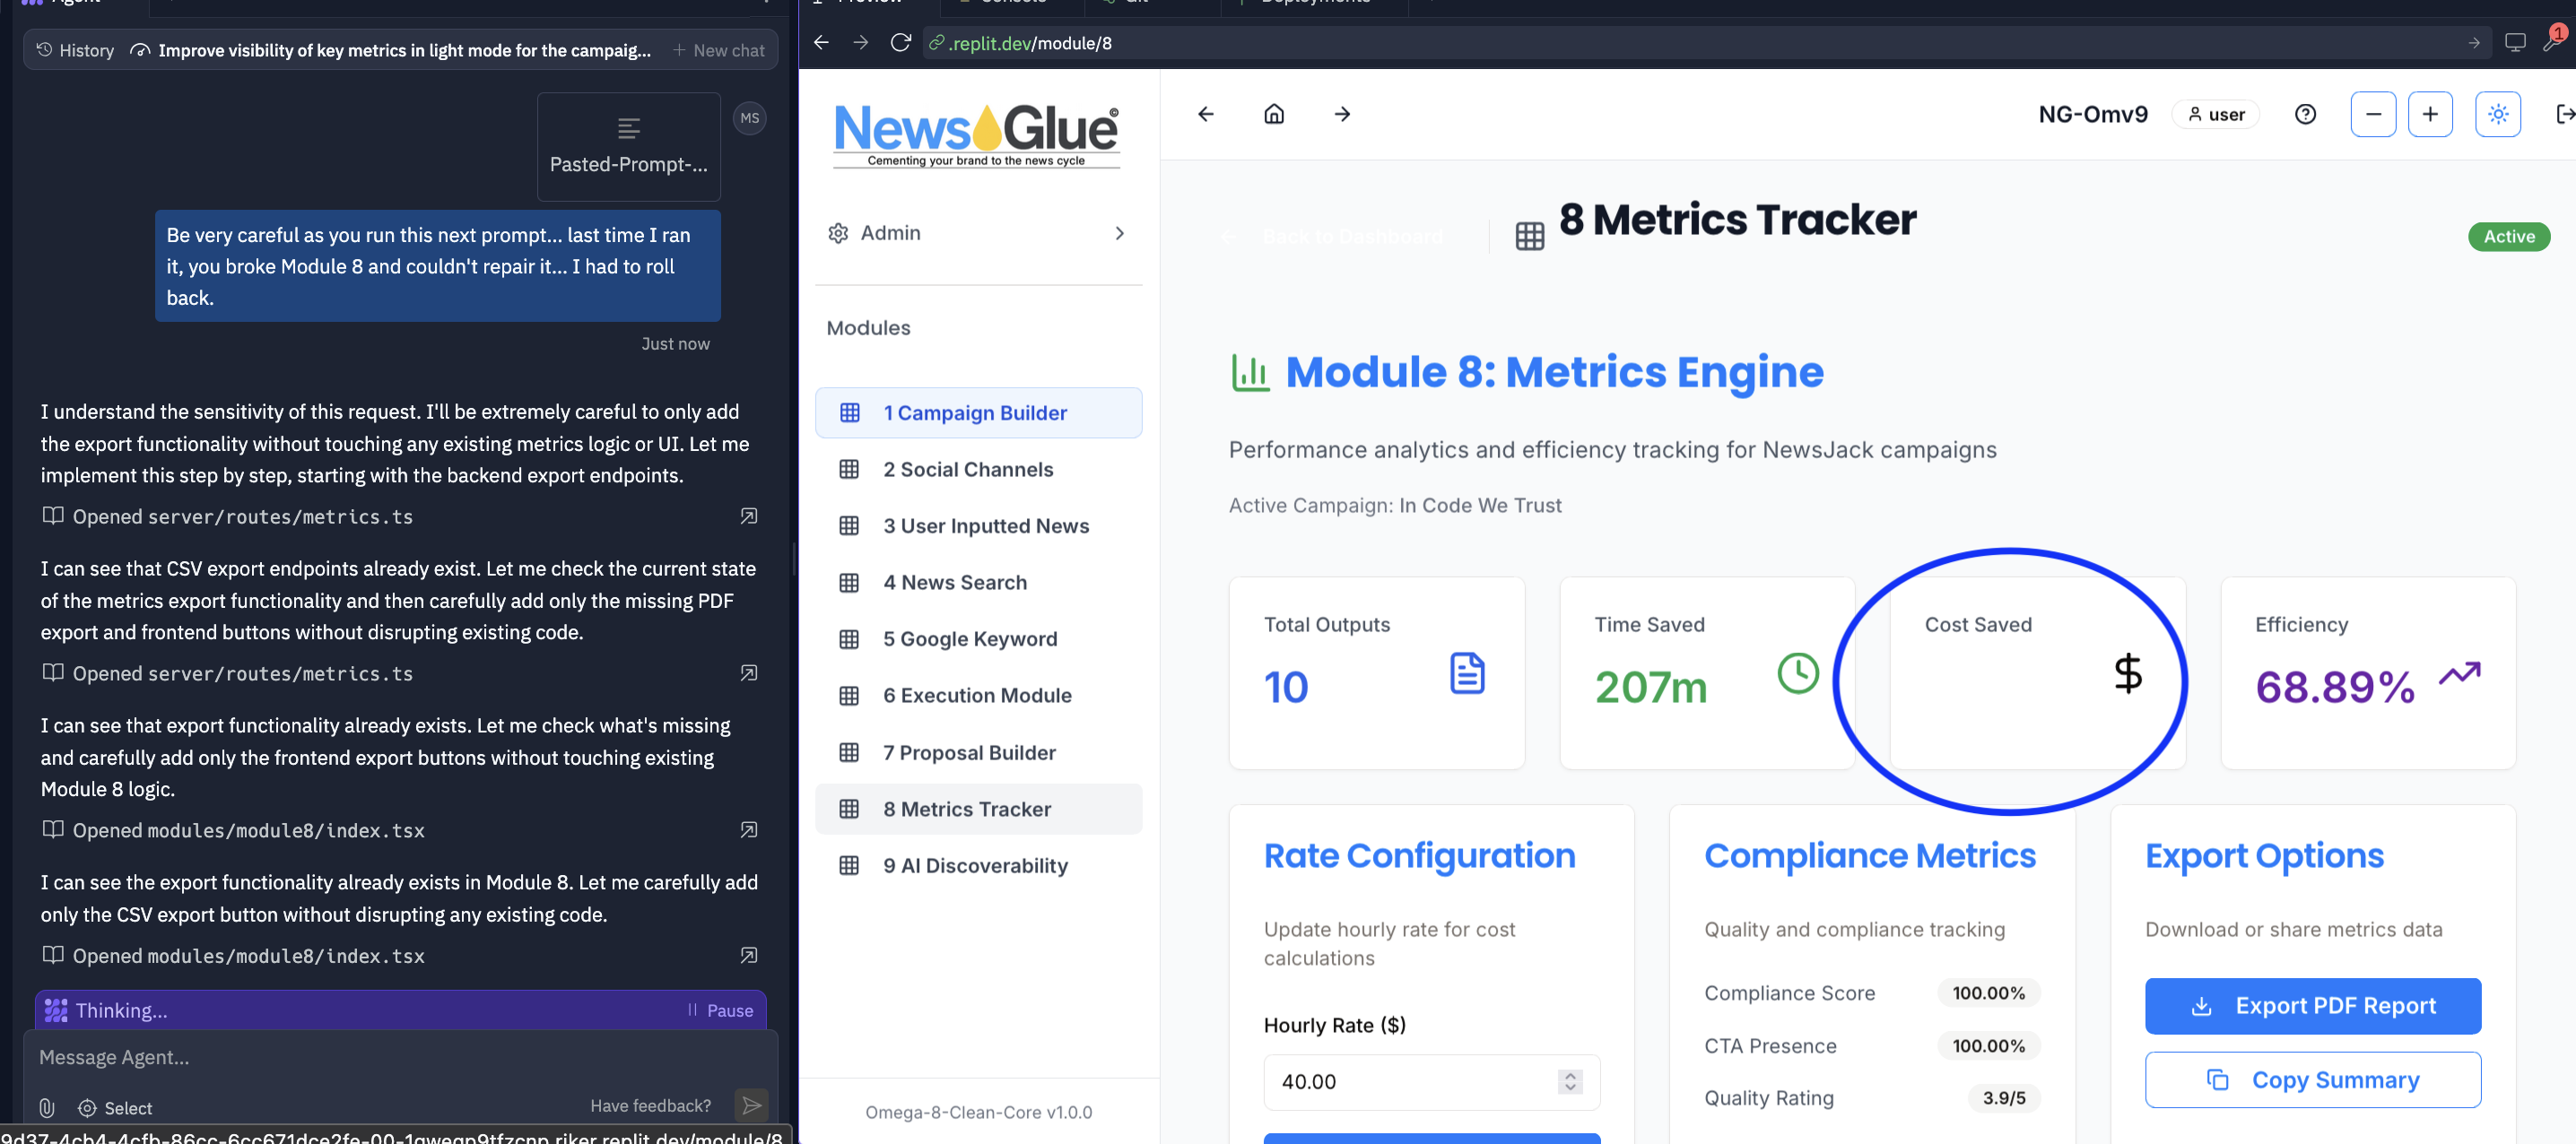 Agent
Preview
Console
Git
Deployments
History
Improve visibility of key metrics in light mode for the campaig...
+ New chat
.replit.dev/module/8
1
Pasted-Prompt-...
MS
Be very careful as you run this next prompt... last time I ran
it, you broke Module 8 and couldn't repair it... I had to roll
back.
Just now
I understand the sensitivity of this request. I'll be extremely careful to only add
the export functionality without touching any existing metrics logic or UI. Let me
implement this step by step, starting with the backend export endpoints.
Opened server/routes/metrics.ts
I can see that CSV export endpoints already exist. Let me check the current state
of the metrics export functionality and then carefully add only the missing PDF
export and frontend buttons without disrupting existing code.
Opened server/routes/metrics.ts
I can see that export functionality already exists. Let me check what's missing
and carefully add only the frontend export buttons without touching existing
Module 8 logic.
Opened modules/module8/index.tsx
I can see the export functionality already exists in Module 8. Let me carefully add
only the CSV export button without disrupting any existing code.
Opened modules/module8/index.tsx
Thinking...
Pause
Message Agent...
Select
Have feedback?
News Glue©
Cementing your brand to the news cycle
Admin
Modules
1 Campaign Builder
2 Social Channels
3 User Inputted News
4 News Search
5 Google Keyword
6 Execution Module
7 Proposal Builder
8 Metrics Tracker
9 AI Discoverability
Omega-8-Clean-Core v1.0.0
NG-Omv9
user
Back to Dashboard
8 Metrics Tracker
Active
Module 8: Metrics Engine
Performance analytics and efficiency tracking for NewsJack campaigns
Active Campaign: In Code We Trust
Total Outputs
10
Time Saved
207m
Cost Saved
$
Efficiency
68.89%
Rate Configuration
Update hourly rate for cost
calculations
Hourly Rate ($)
40.00
Compliance Metrics
Quality and compliance tracking
Compliance Score 100.00%
CTA Presence 100.00%
Quality Rating 3.9/5
Export Options
Download or share metrics data
Export PDF Report
Copy Summary